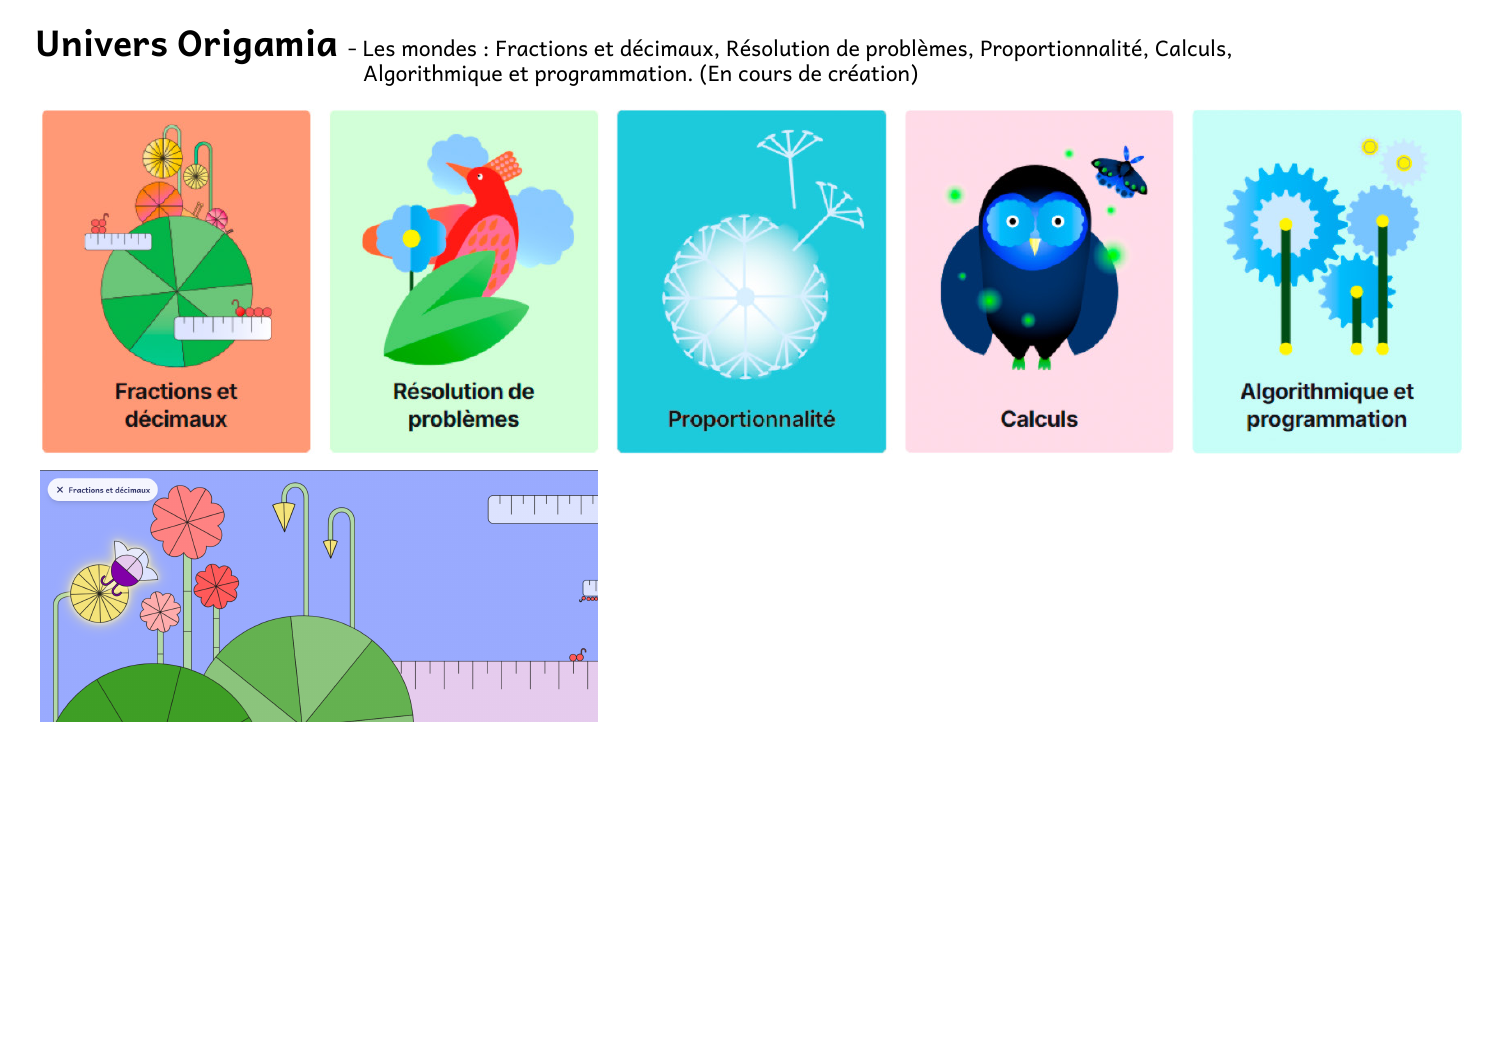 Univers Origamia - Les mondes : Fractions et décimaux, Résolution de problèmes, Proportionnalité, Calculs,
Algorithmique et programmation. (En cours de création)
Fractions et
décimaux
Résolution de
problèmes
Proportionnalité
Calculs
Algorithmique et
programmation
× Fractions et décimaux